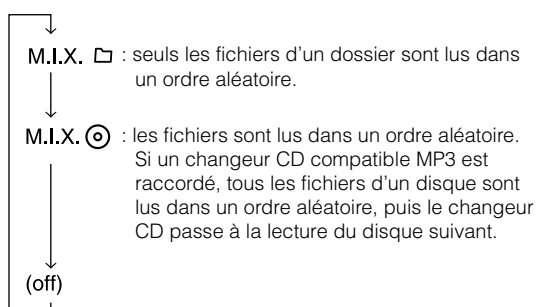 M.I.X. : seuls les fichiers d'un dossier sont lus dans
un ordre aléatoire.
M.I.X. : les fichiers sont lus dans un ordre aléatoire.
Si un changeur CD compatible MP3 est
raccordé, tous les fichiers d'un disque sont
lus dans un ordre aléatoire, puis le changeur
CD passe à la lecture du disque suivant.
(off)